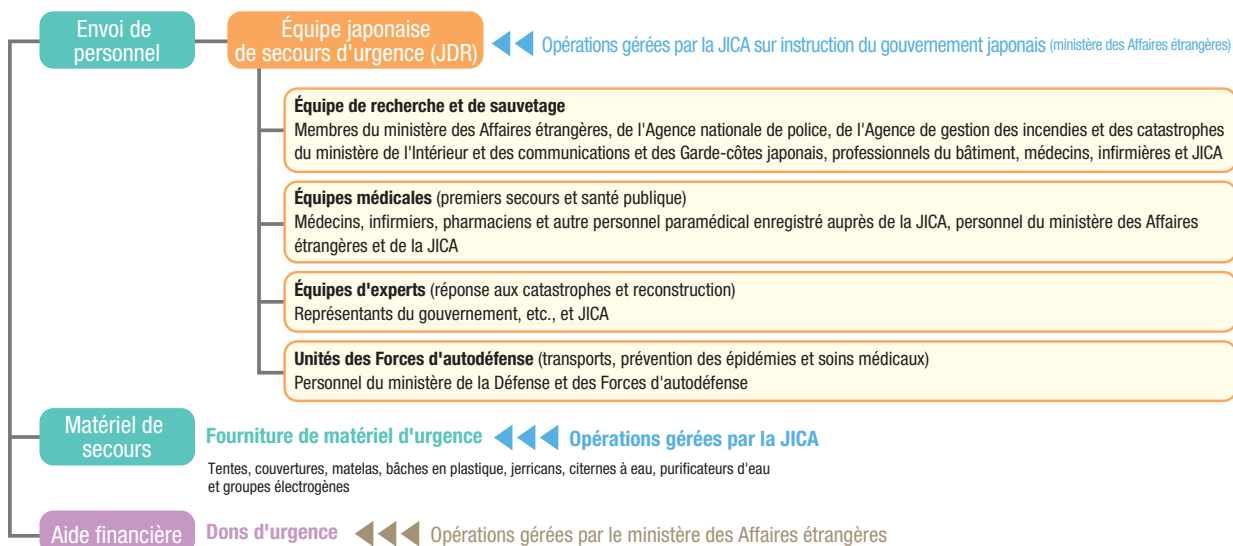 Envoi de
personnel
Équipe japonaise
de secours d'urgence (JDR)
Opérations gérées par la JICA sur instruction du gouvernement japonais (ministère des Affaires étrangères)
Équipe de recherche et de sauvetage
Membres du ministère des Affaires étrangères, de l'Agence nationale de police, de l'Agence de gestion des incendies et des catastrophes
du ministère de l'Intérieur et des communications et des Garde-côtes japonais, professionnels du bâtiment, médecins, infirmières et JICA
Équipes médicales (premiers secours et santé publique)
Médecins, infirmiers, pharmaciens et autre personnel paramédical enregistré auprès de la JICA, personnel du ministère des Affaires
étrangères et de la JICA
Équipes d'experts (réponse aux catastrophes et reconstruction)
Représentants du gouvernement, etc., et JICA
Unités des Forces d'autodéfense (transports, prévention des épidémies et soins médicaux)
Personnel du ministère de la Défense et des Forces d'autodéfense
Matériel de
secours
Fourniture de matériel d'urgence
Opérations gérées par la JICA
Tentes, couvertures, matelas, bâches en plastique, jerricans, citernes à eau, purificateurs d'eau
et groupes électrogènes
Aide financière
Dons d'urgence
Opérations gérées par le ministère des Affaires étrangères